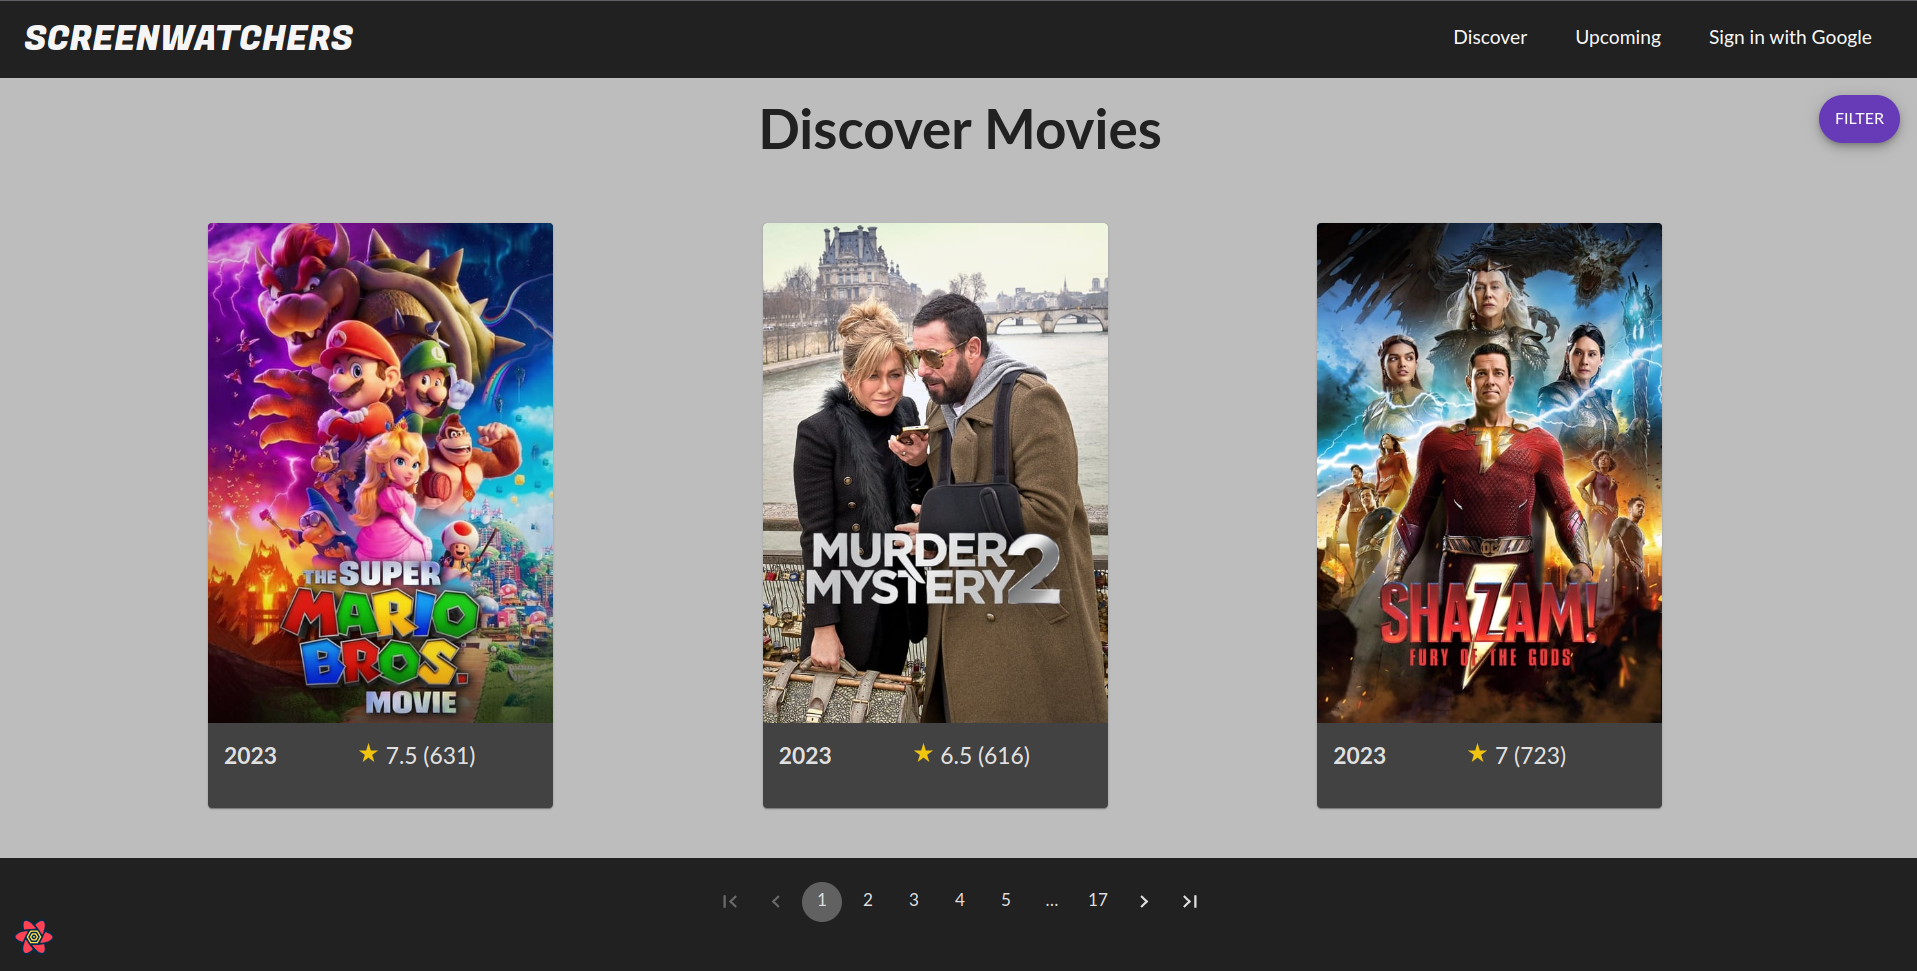 SCREENWATCHERS
Discover Upcoming Sign in with Google
Discover Movies
FILTER
THE SUPER
MARIO
BROS.
MOVIE
2023 ★ 7.5 (631)
MURDER
MYSTERY 2
2023 ★ 6.5 (616)
SHAZAM!
FURY OF THE GODS
2023 ★ 7 (723)
1 2 3 4 5 ... 17